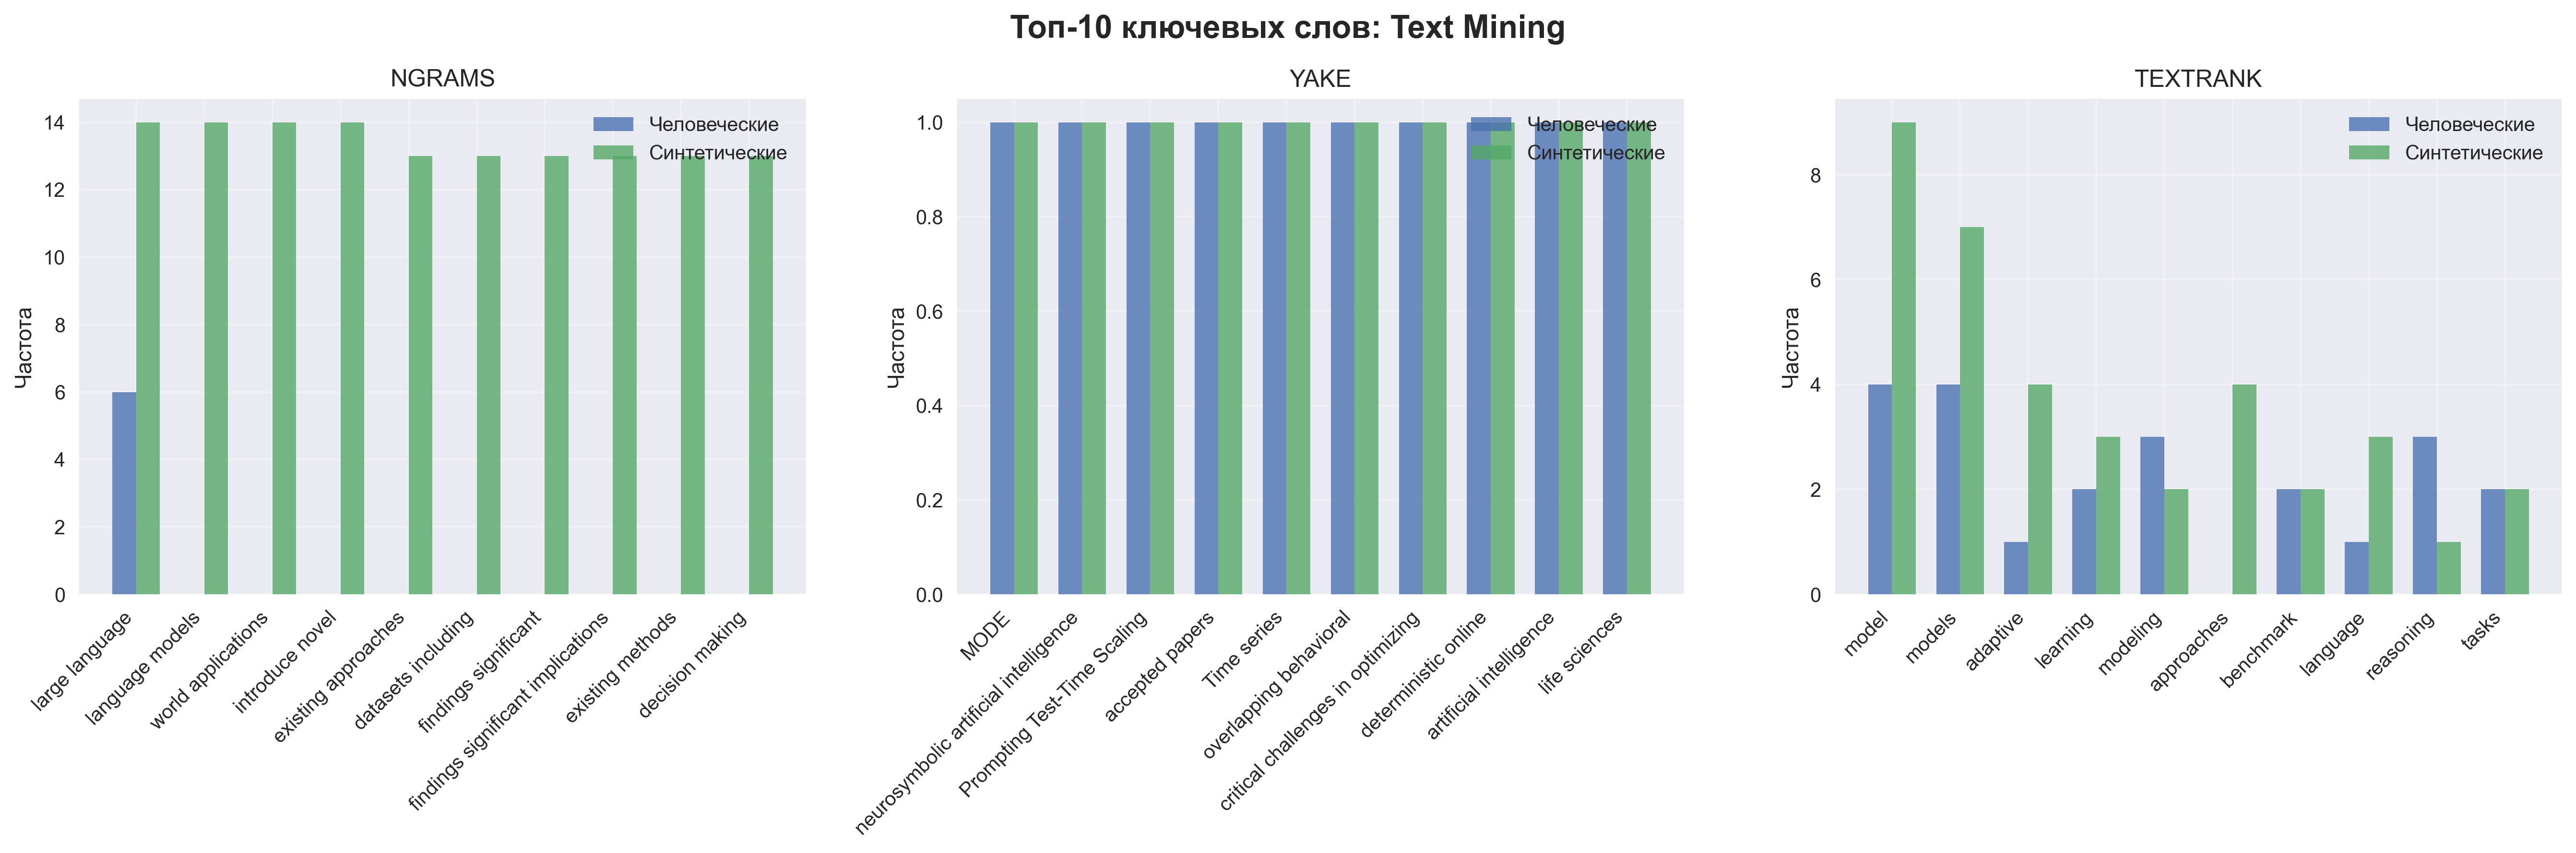 Топ-10 ключевых слов: Text Mining
NGRAMS
Частота
14
12
10
8
6
4
2
0
Человеческие
Синтетические
large language
language models
world applications
introduce novel
existing approaches
datasets including
findings significant
findings significant implications
existing methods
decision making
YAKE
Частота
1.0
0.8
0.6
0.4
0.2
0.0
Человеческие
Синтетические
MODE
neurosymbolic artificial intelligence
Prompting Test-Time Scaling
accepted papers
Time series
overlapping behavioral
critical challenges in optimizing
deterministic online
artificial intelligence
life sciences
TEXTRANK
Частота
8
6
4
2
0
Человеческие
Синтетические
model
models
adaptive
learning
modeling
approaches
benchmark
language
reasoning
tasks